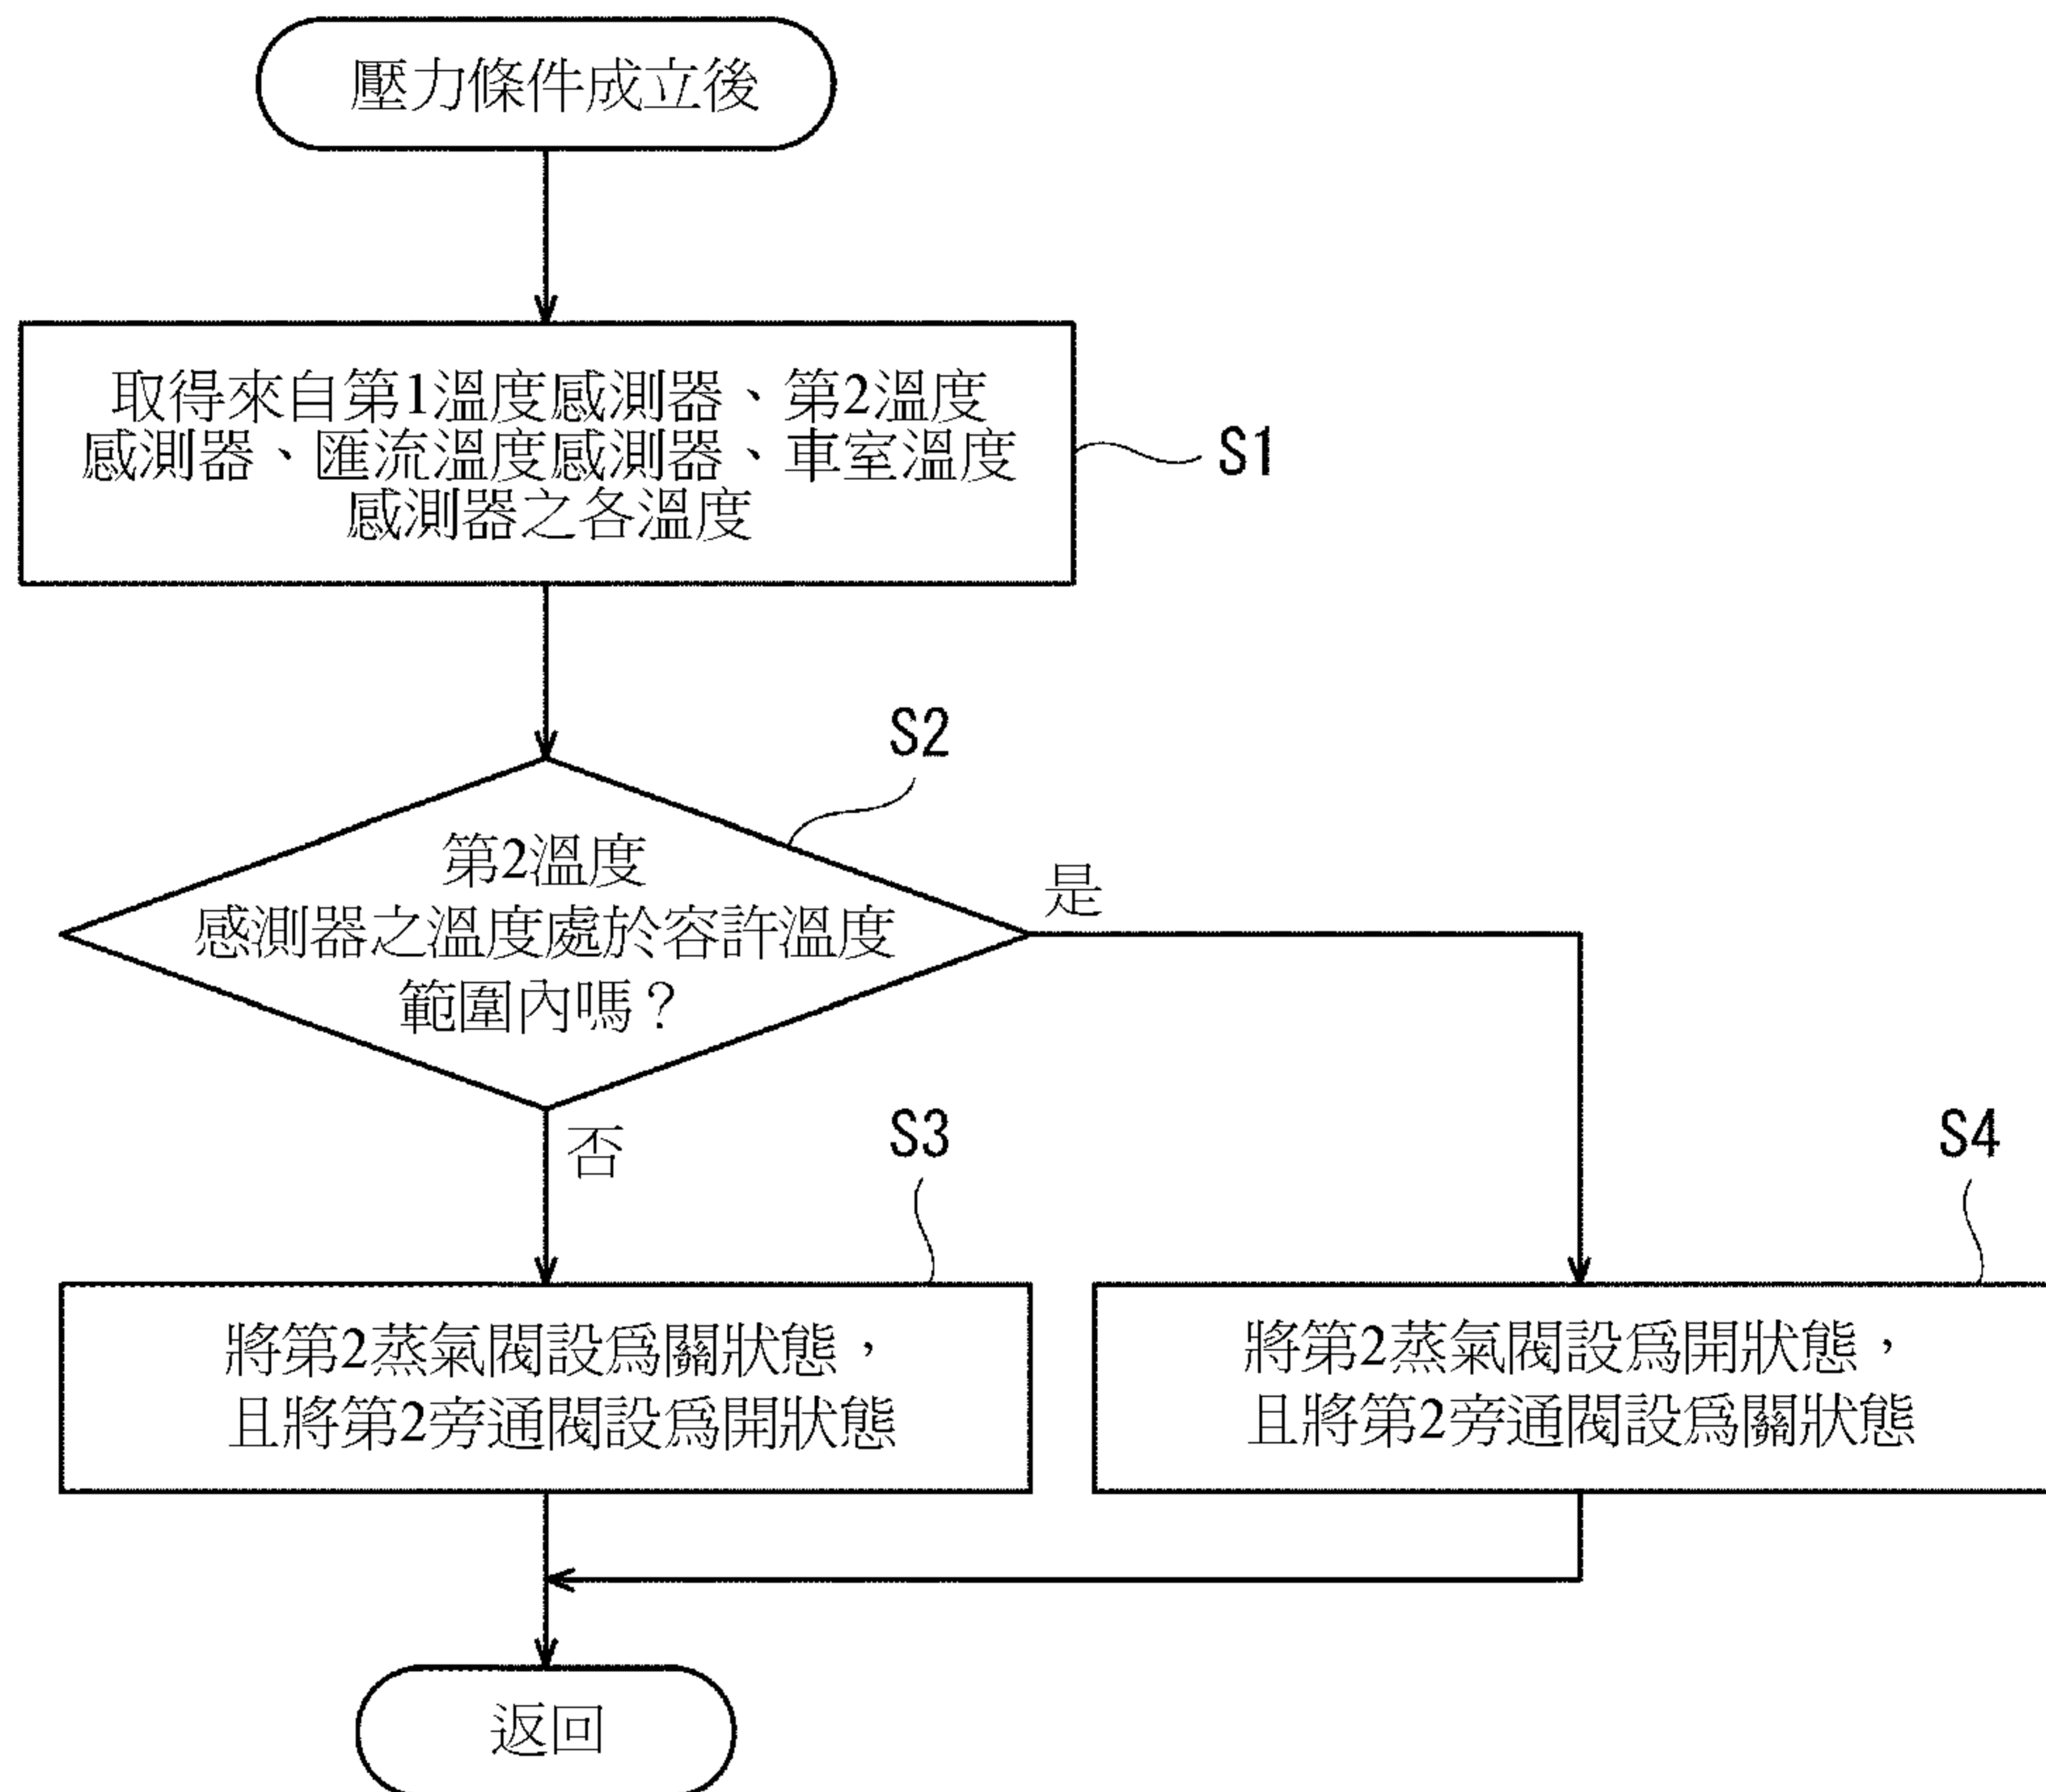 壓力條件成立後
取得來自第1溫度感測器、第2溫度
感測器、匯流溫度感測器、車室溫度
感測器之各溫度
S1
S2
第2溫度
感測器之溫度處於容許溫度
範圍內嗎？
是
否
S3
S4
將第2蒸氣閥設爲關狀態，
且將第2旁通閥設爲開狀態
將第2蒸氣閥設爲開狀態，
且將第2旁通閥設爲關狀態
返回